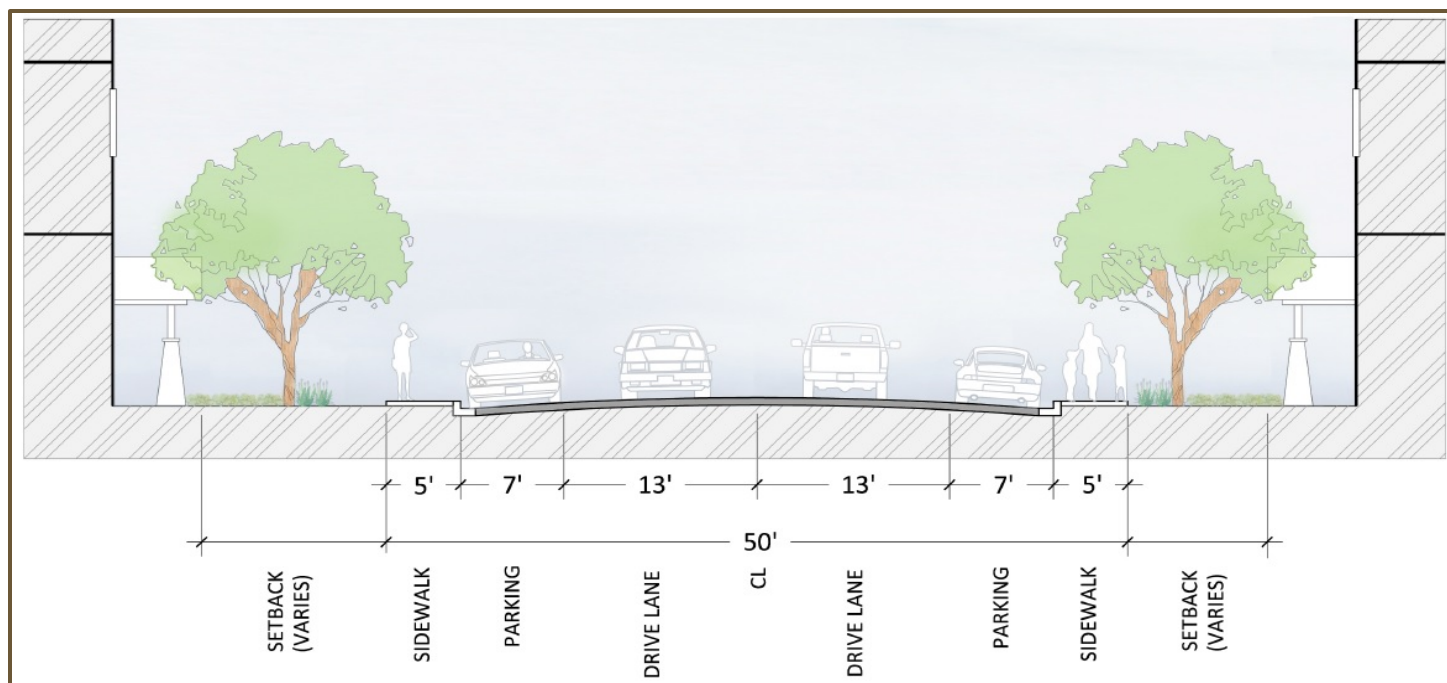 5'
7'
13'
13'
7'
5'
50'
SETBACK
(VARIES)
SIDEWALK
PARKING
DRIVE LANE
CL
DRIVE LANE
PARKING
SIDEWALK
SETBACK
(VARIES)